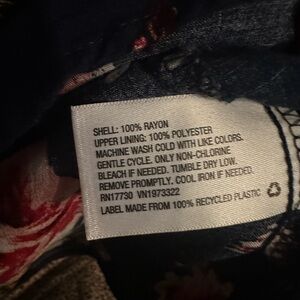 SHELL: 100% RAYON
UPPER LINING: 100% POLYESTER
MACHINE WASH COLD WITH LIKE COLORS.
GENTLE CYCLE. ONLY NON-CHLORINE
BLEACH IF NEEDED. TUMBLE DRY LOW.
REMOVE PROMPTLY. COOL IRON IF NEEDED.
RN17730 VN1973322
LABEL MADE FROM 100% RECYCLED PLASTIC